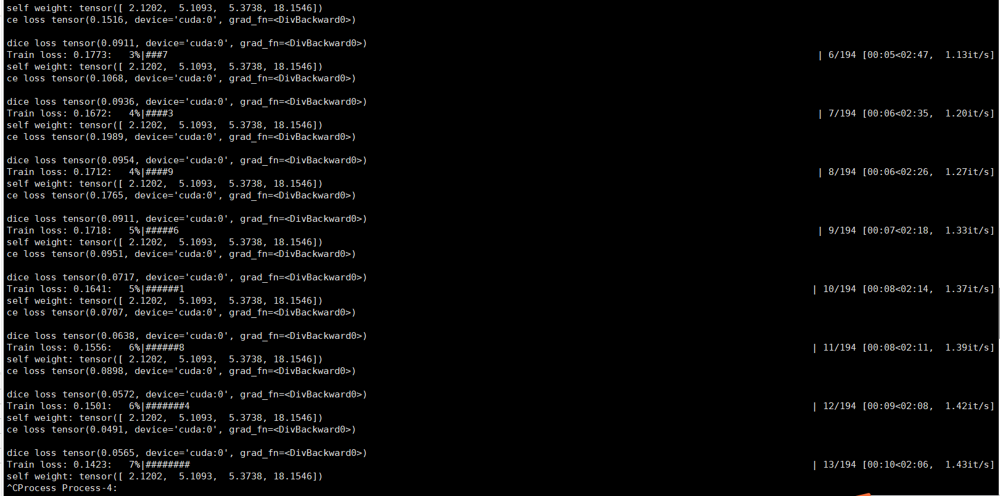 self weight: tensor([ 2.1202,  5.1093,  5.3738, 18.1546])
ce loss tensor(0.1516, device='cuda:0', grad_fn=<DivBackward0>)
dice loss tensor(0.0911, device='cuda:0', grad_fn=<DivBackward0>)
Train loss: 0.1773:   3%|###7 | 6/194 [00:05<02:47,  1.13it/s]
self weight: tensor([ 2.1202,  5.1093,  5.3738, 18.1546])
ce loss tensor(0.1068, device='cuda:0', grad_fn=<DivBackward0>)
dice loss tensor(0.0936, device='cuda:0', grad_fn=<DivBackward0>)
Train loss: 0.1672:   4%|####3 | 7/194 [00:06<02:35,  1.20it/s]
self weight: tensor([ 2.1202,  5.1093,  5.3738, 18.1546])
ce loss tensor(0.1989, device='cuda:0', grad_fn=<DivBackward0>)
dice loss tensor(0.0954, device='cuda:0', grad_fn=<DivBackward0>)
Train loss: 0.1712:   4%|####9 | 8/194 [00:06<02:26,  1.27it/s]
self weight: tensor([ 2.1202,  5.1093,  5.3738, 18.1546])
ce loss tensor(0.1765, device='cuda:0', grad_fn=<DivBackward0>)
dice loss tensor(0.0911, device='cuda:0', grad_fn=<DivBackward0>)
Train loss: 0.1718:   5%|#####6 | 9/194 [00:07<02:18,  1.33it/s]
self weight: tensor([ 2.1202,  5.1093,  5.3738, 18.1546])
ce loss tensor(0.0951, device='cuda:0', grad_fn=<DivBackward0>)
dice loss tensor(0.0717, device='cuda:0', grad_fn=<DivBackward0>)
Train loss: 0.1641:   5%|######1 | 10/194 [00:08<02:14,  1.37it/s]
self weight: tensor([ 2.1202,  5.1093,  5.3738, 18.1546])
ce loss tensor(0.0707, device='cuda:0', grad_fn=<DivBackward0>)
dice loss tensor(0.0638, device='cuda:0', grad_fn=<DivBackward0>)
Train loss: 0.1556:   6%|######8 | 11/194 [00:08<02:11,  1.39it/s]
self weight: tensor([ 2.1202,  5.1093,  5.3738, 18.1546])
ce loss tensor(0.0898, device='cuda:0', grad_fn=<DivBackward0>)
dice loss tensor(0.0572, device='cuda:0', grad_fn=<DivBackward0>)
Train loss: 0.1501:   6%|#######4 | 12/194 [00:09<02:08,  1.42it/s]
self weight: tensor([ 2.1202,  5.1093,  5.3738, 18.1546])
ce loss tensor(0.0491, device='cuda:0', grad_fn=<DivBackward0>)
dice loss tensor(0.0565, device='cuda:0', grad_fn=<DivBackward0>)
Train loss: 0.1423:   7%|######## | 13/194 [00:10<02:06,  1.43it/s]
self weight: tensor([ 2.1202,  5.1093,  5.3738, 18.1546])
^CProcess Process-4: